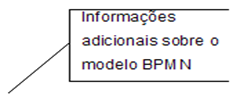 Informações
adicionais sobre o
modelo BPMN